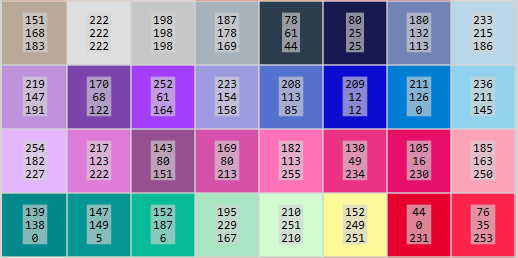 151 222 198 187 78 80 180 233
168 222 198 178 61 25 132 215
183 222 198 169 44 25 113 186
219 170 252 223 208 209 211 236
147 68 61 154 113 12 126 211
191 122 164 158 85 12 0 145
254 217 143 169 182 130 105 185
182 123 80 80 113 49 16 163
227 222 151 213 255 234 230 250
139 147 152 195 210 152 44 76
138 149 187 229 251 249 0 35
0 5 6 167 210 251 231 253